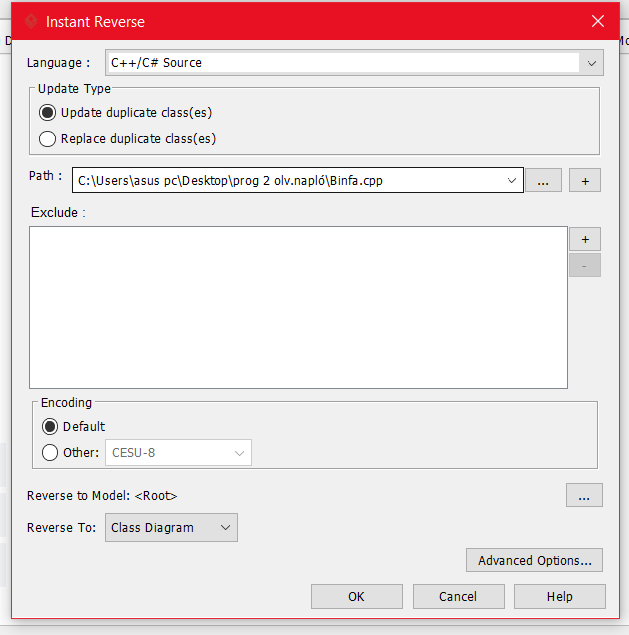 Instant Reverse
Language :
C++/C# Source
Update Type
Update duplicate class(es)
Replace duplicate class(es)
Path :
C:\Users\asus pc\Desktop\prog 2 olv.napló\Binfa.cpp
...
+
Exclude :
+
-
Encoding
Default
Other:
CESU-8
Reverse to Model: <Root>
...
Reverse To:
Class Diagram
Advanced Options...
OK
Cancel
Help